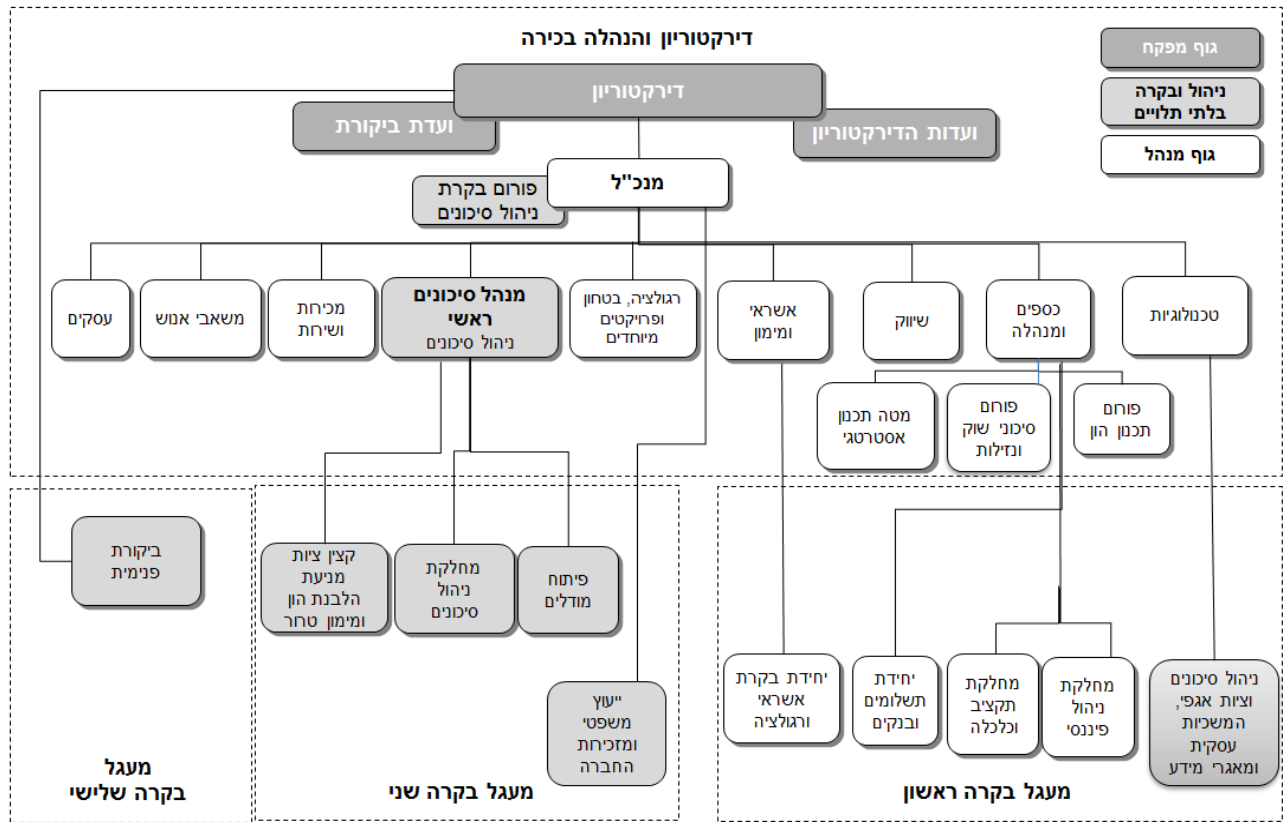 דירקטוריון והנהלה בכירה
גוף מפקח
ניהול ובקרה
בלתי תלויים
גוף מנהל
דירקטוריון
ועדות הדירקטוריון
ועדת ביקורת
מנכ"ל
פורום בקרת
ניהול סיכונים
טכנולוגיות
כספים
ומנהלה
שיווק
אשראי
ומימון
רגולציה, בטחון
ופרויקטים
מיוחדים
מנהל סיכונים
ראשי
ניהול סיכונים
מכירות
ושירות
משאבי אנוש
עסקים
פורום
תכנון הון
פורום
סיכוני שוק
ונזילות
מטה תכנון
אסטרטגי
ניהול סיכונים
וציות אגפי,
המשכיות
עסקית
ומאגרי מידע
מחלקת
ניהול
פיננסי
מחלקת
תקציב
וכלכלה
יחידת
תשלומים
ובנקים
יחידת בקרת
אשראי
ורגולציה
מעגל בקרה ראשון
פיתוח
מודלים
מחלקת
ניהול
סיכונים
קצין ציות
מניעת
הלבנת הון
ומימון טרור
ייעוץ
משפטי
ומזכירות
החברה
מעגל בקרה שני
ביקורת
פנימית
מעגל
בקרה שלישי